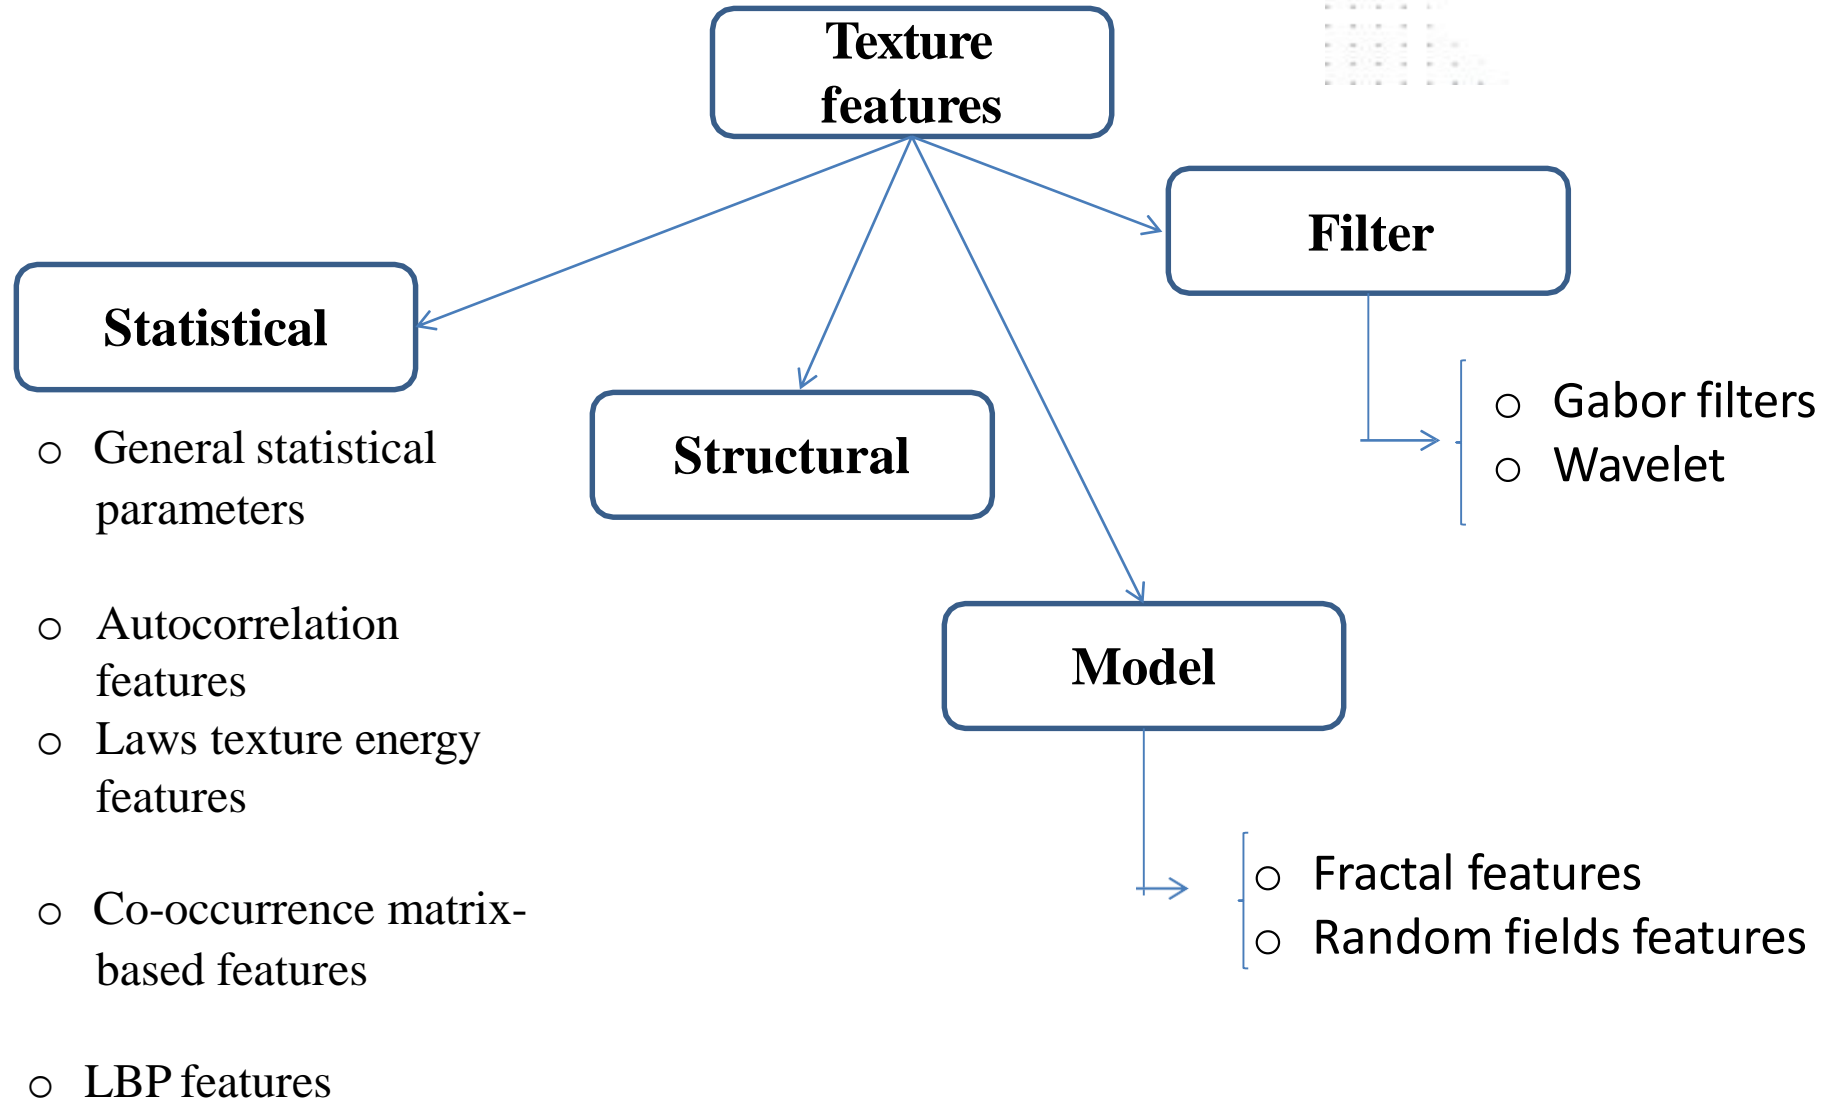 Texture
features
Filter
Statistical
Structural
Model
o General statistical
parameters
o Autocorrelation
features
o Laws texture energy
features
o Co-occurrence matrix-
based features
o LBP features
o Gabor filters
o Wavelet
o Fractal features
o Random fields features